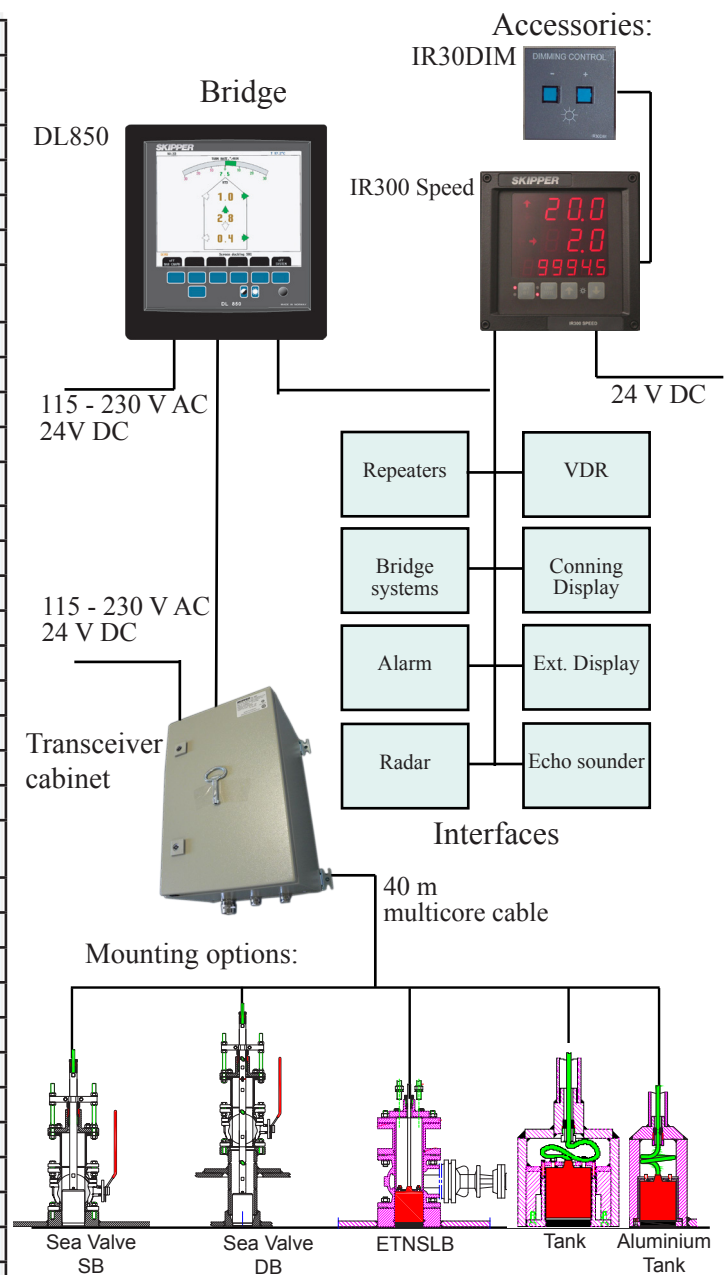 Accessories:
IR30DIM
DIMMING CONTROL
- +
Bridge
DL850
SKIPPER
1.0
2.8
0.4
DL 850
IR300 Speed
SKIPPER
20.0
2.0
9994.5
IR300 SPEED
115 - 230 V AC
24V DC
24 V DC
Repeaters
VDR
Bridge
systems
Conning
Display
115 - 230 V AC
24 V DC
Alarm
Ext. Display
Transceiver
cabinet
Radar
Echo sounder
Interfaces
40 m
multicore cable
Mounting options:
Sea Valve
SB
Sea Valve
DB
ETNSLB
Tank
Aluminium
Tank